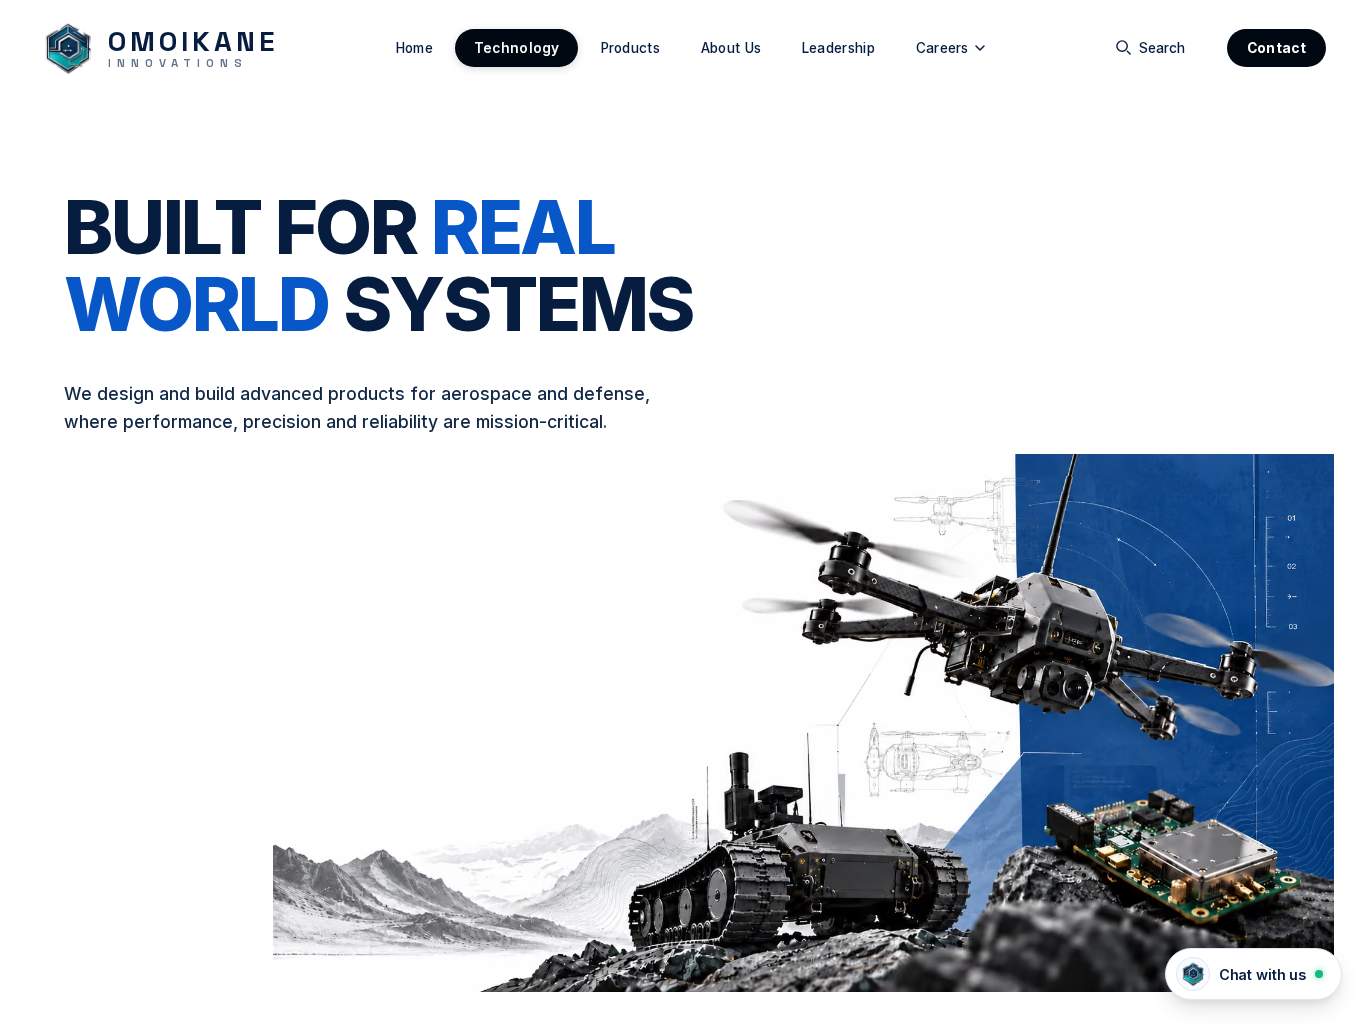 OMOIKANE
INNOVATIONS
Home
Technology
Products
About Us
Leadership
Careers
Search
Contact
BUILT FOR REAL
WORLD SYSTEMS
We design and build advanced products for aerospace and defense,
where performance, precision and reliability are mission-critical.
01
02
03
Chat with us